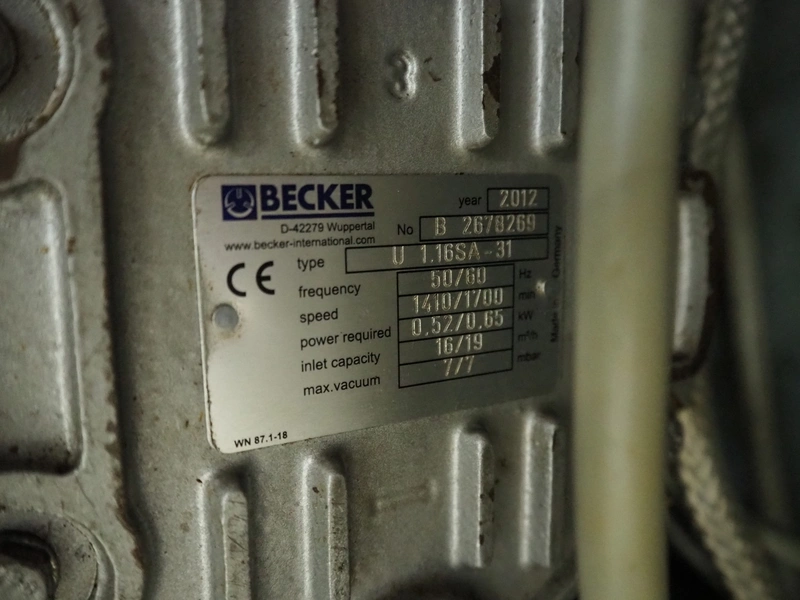 3
BECKER
year 2012
D-42279 Wuppertal
No B 2678269
www.becker-international.com
type U 1.16SA-31
CE
frequency 50/60 Hz
speed 1410/1700 min
power required 0.52/0.65 kW
inlet capacity 16/19 m³/h
max.vacuum 7/7 mbar
WN 87.1-18
Made Germany